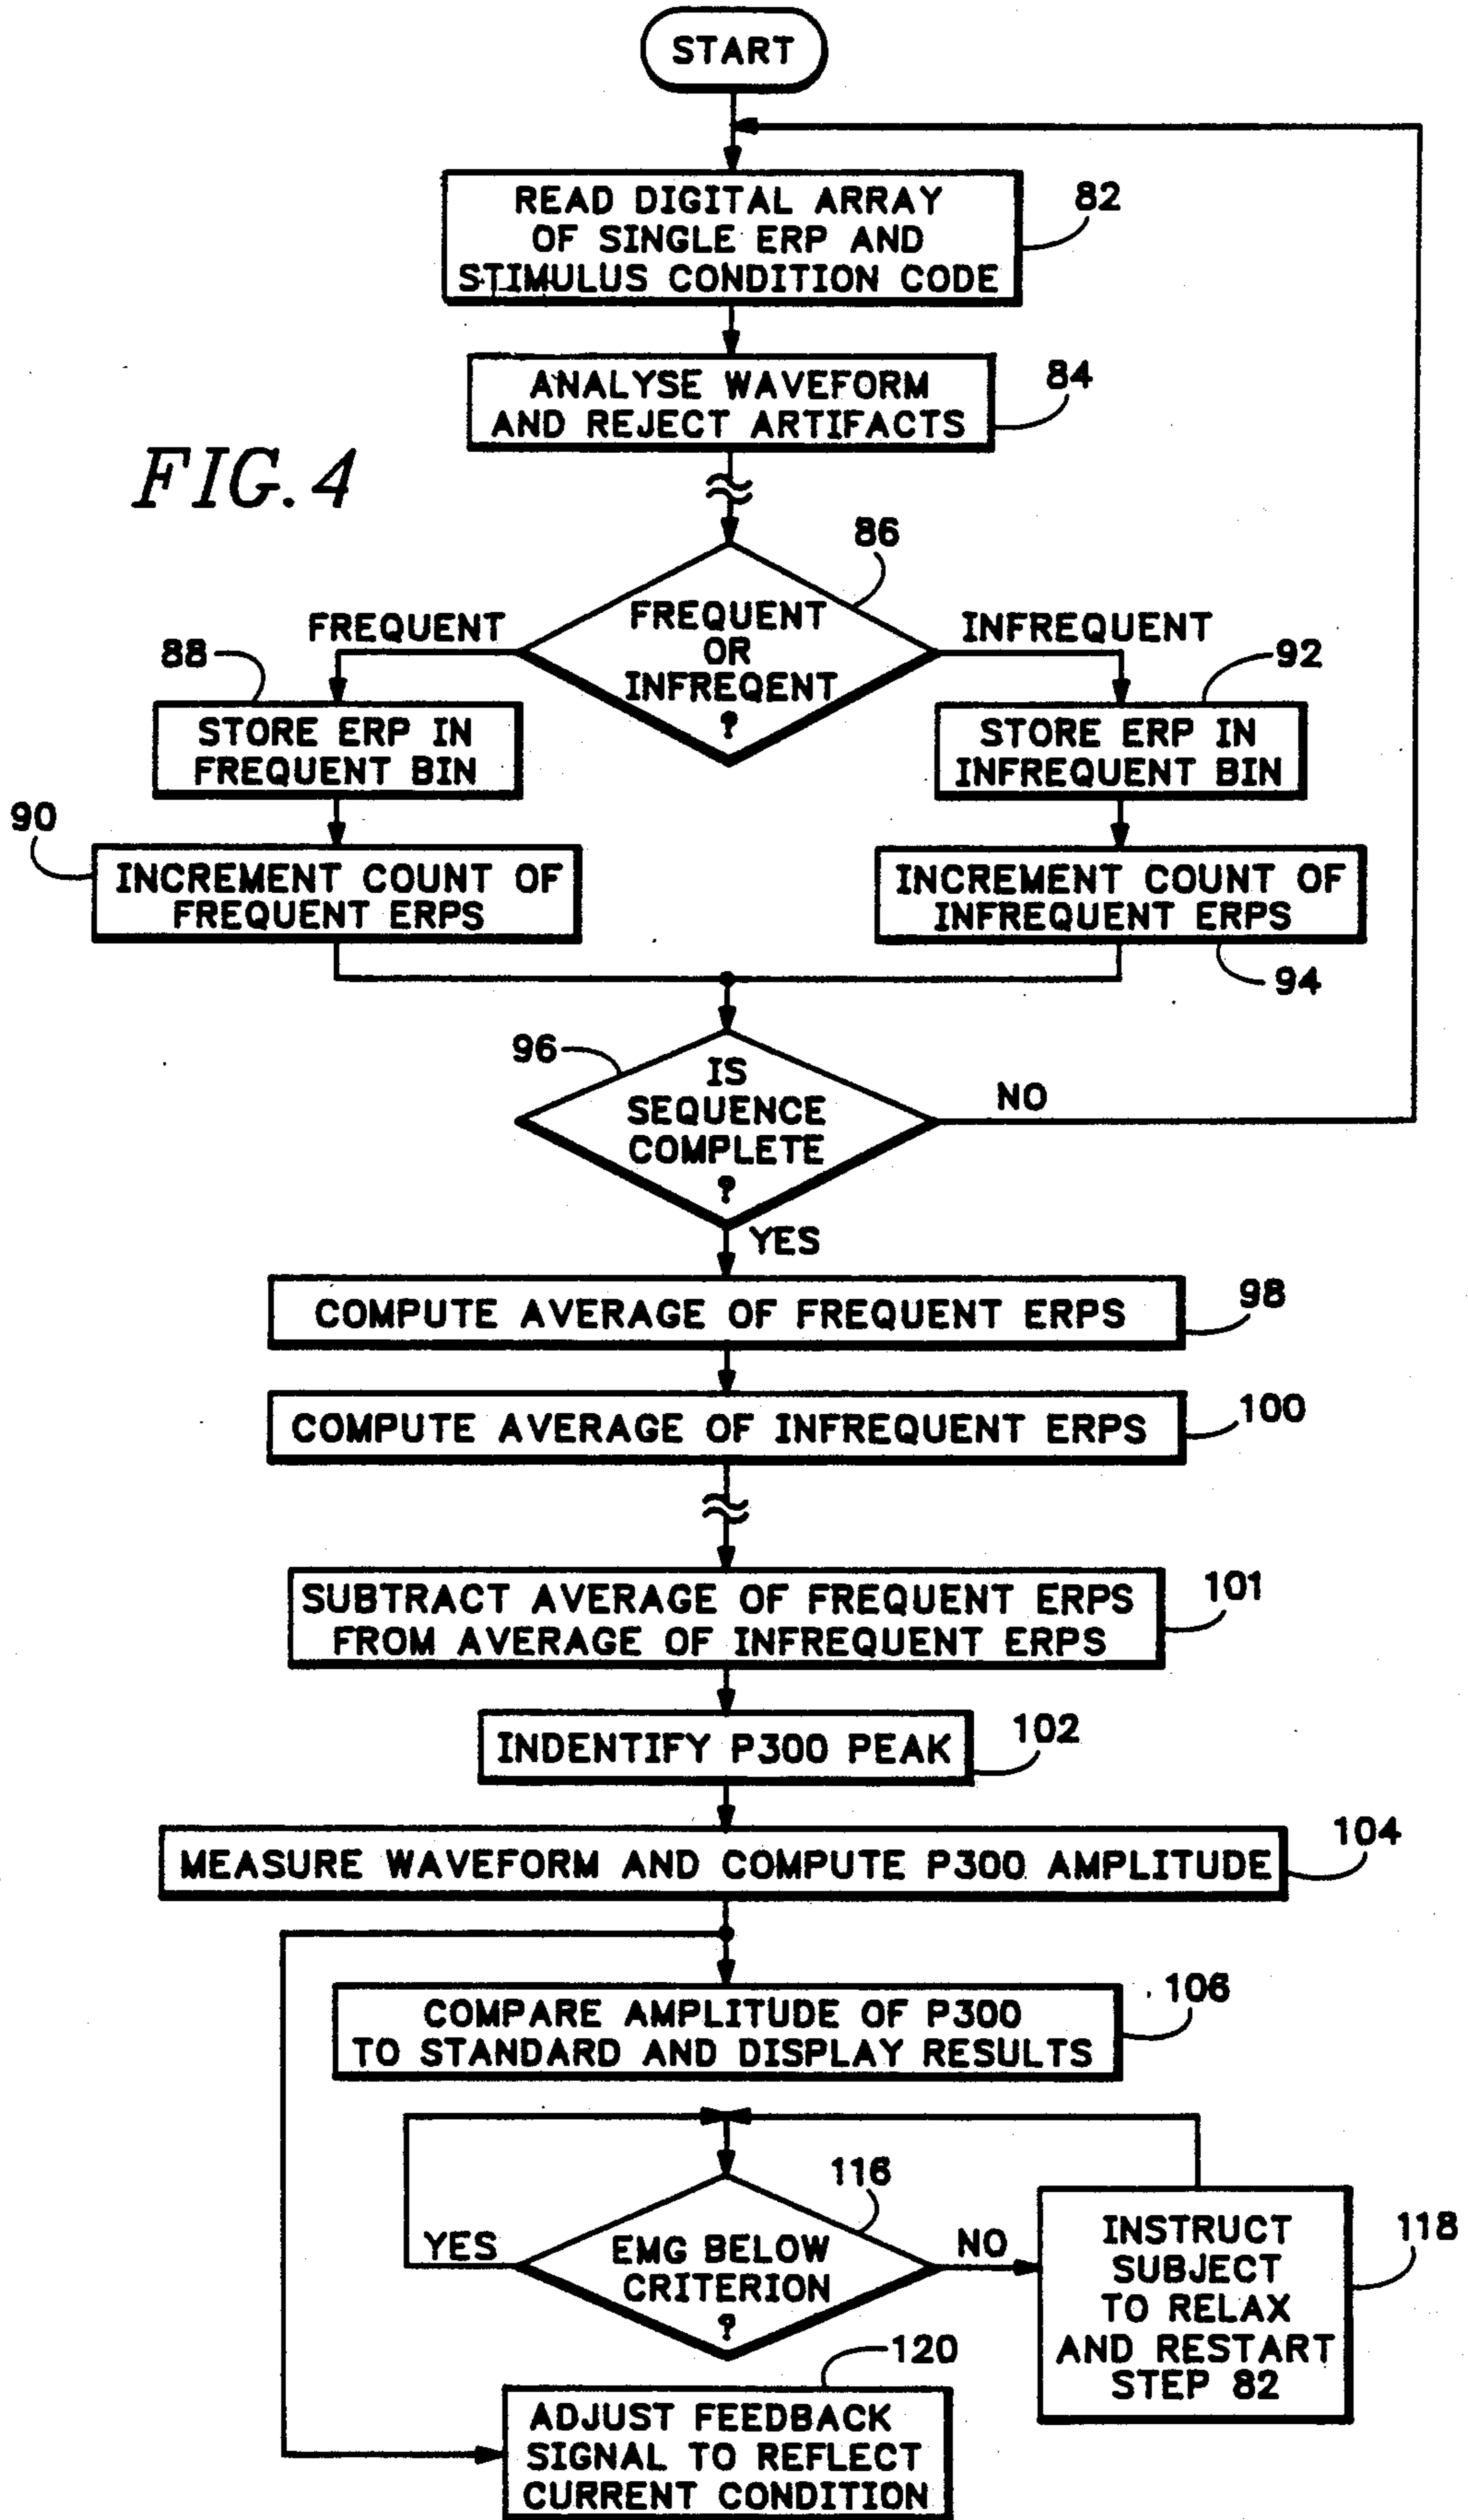 START
READ DIGITAL ARRAY
OF SINGLE ERP AND
STIMULUS CONDITION CODE
82
ANALYSE WAVEFORM
AND REJECT ARTIFACTS
84
FIG. 4
86
FREQUENT
FREQUENT
OR
INFREQENT
?
INFREQUENT
88
STORE ERP IN
FREQUENT BIN
92
STORE ERP IN
INFREQUENT BIN
90
INCREMENT COUNT OF
FREQUENT ERPS
INCREMENT COUNT OF
INFREQUENT ERPS
94
96
IS
SEQUENCE
COMPLETE
?
NO
YES
COMPUTE AVERAGE OF FREQUENT ERPS
98
COMPUTE AVERAGE OF INFREQUENT ERPS
100
SUBTRACT AVERAGE OF FREQUENT ERPS
FROM AVERAGE OF INFREQUENT ERPS
101
INDENTIFY P300 PEAK
102
MEASURE WAVEFORM AND COMPUTE P300 AMPLITUDE
104
COMPARE AMPLITUDE OF P300
TO STANDARD AND DISPLAY RESULTS
106
116
YES
EMG BELOW
CRITERION
?
NO
INSTRUCT
SUBJECT
TO RELAX
AND RESTART
STEP 82
118
120
ADJUST FEEDBACK
SIGNAL TO REFLECT
CURRENT CONDITION